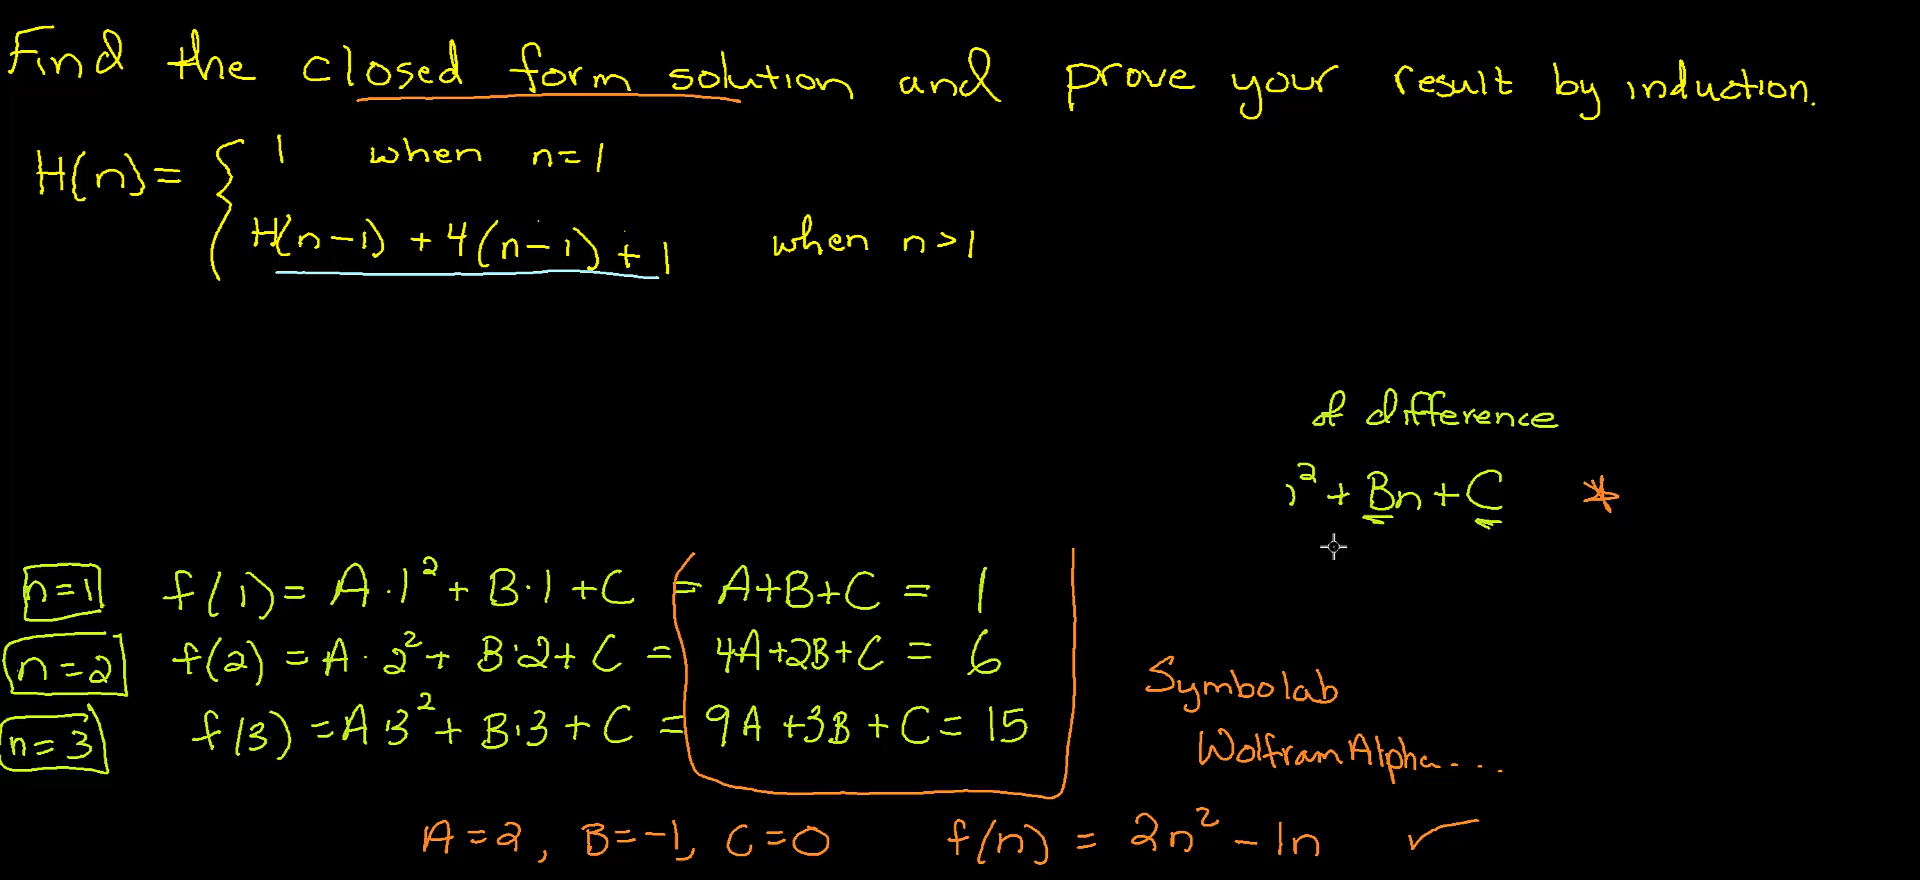 Find the closed form solution and prove your result by induction.
H(n) = { 1 when n=1
H(n-1) + 4(n-1) + 1 when n>1
of difference
² + Bn + C *
n=1 f(1) = A·1² + B·1 + C = A+B+C = 1
n=2 f(2) = A·2² + B·2 + C = 4A+2B+C = 6
n=3 f(3) = A·3² + B·3 + C = 9A+3B+C = 15
Symbolab
WolframAlpha....
A=2, B=-1, C=0 f(n) = 2n² - 1n ✓